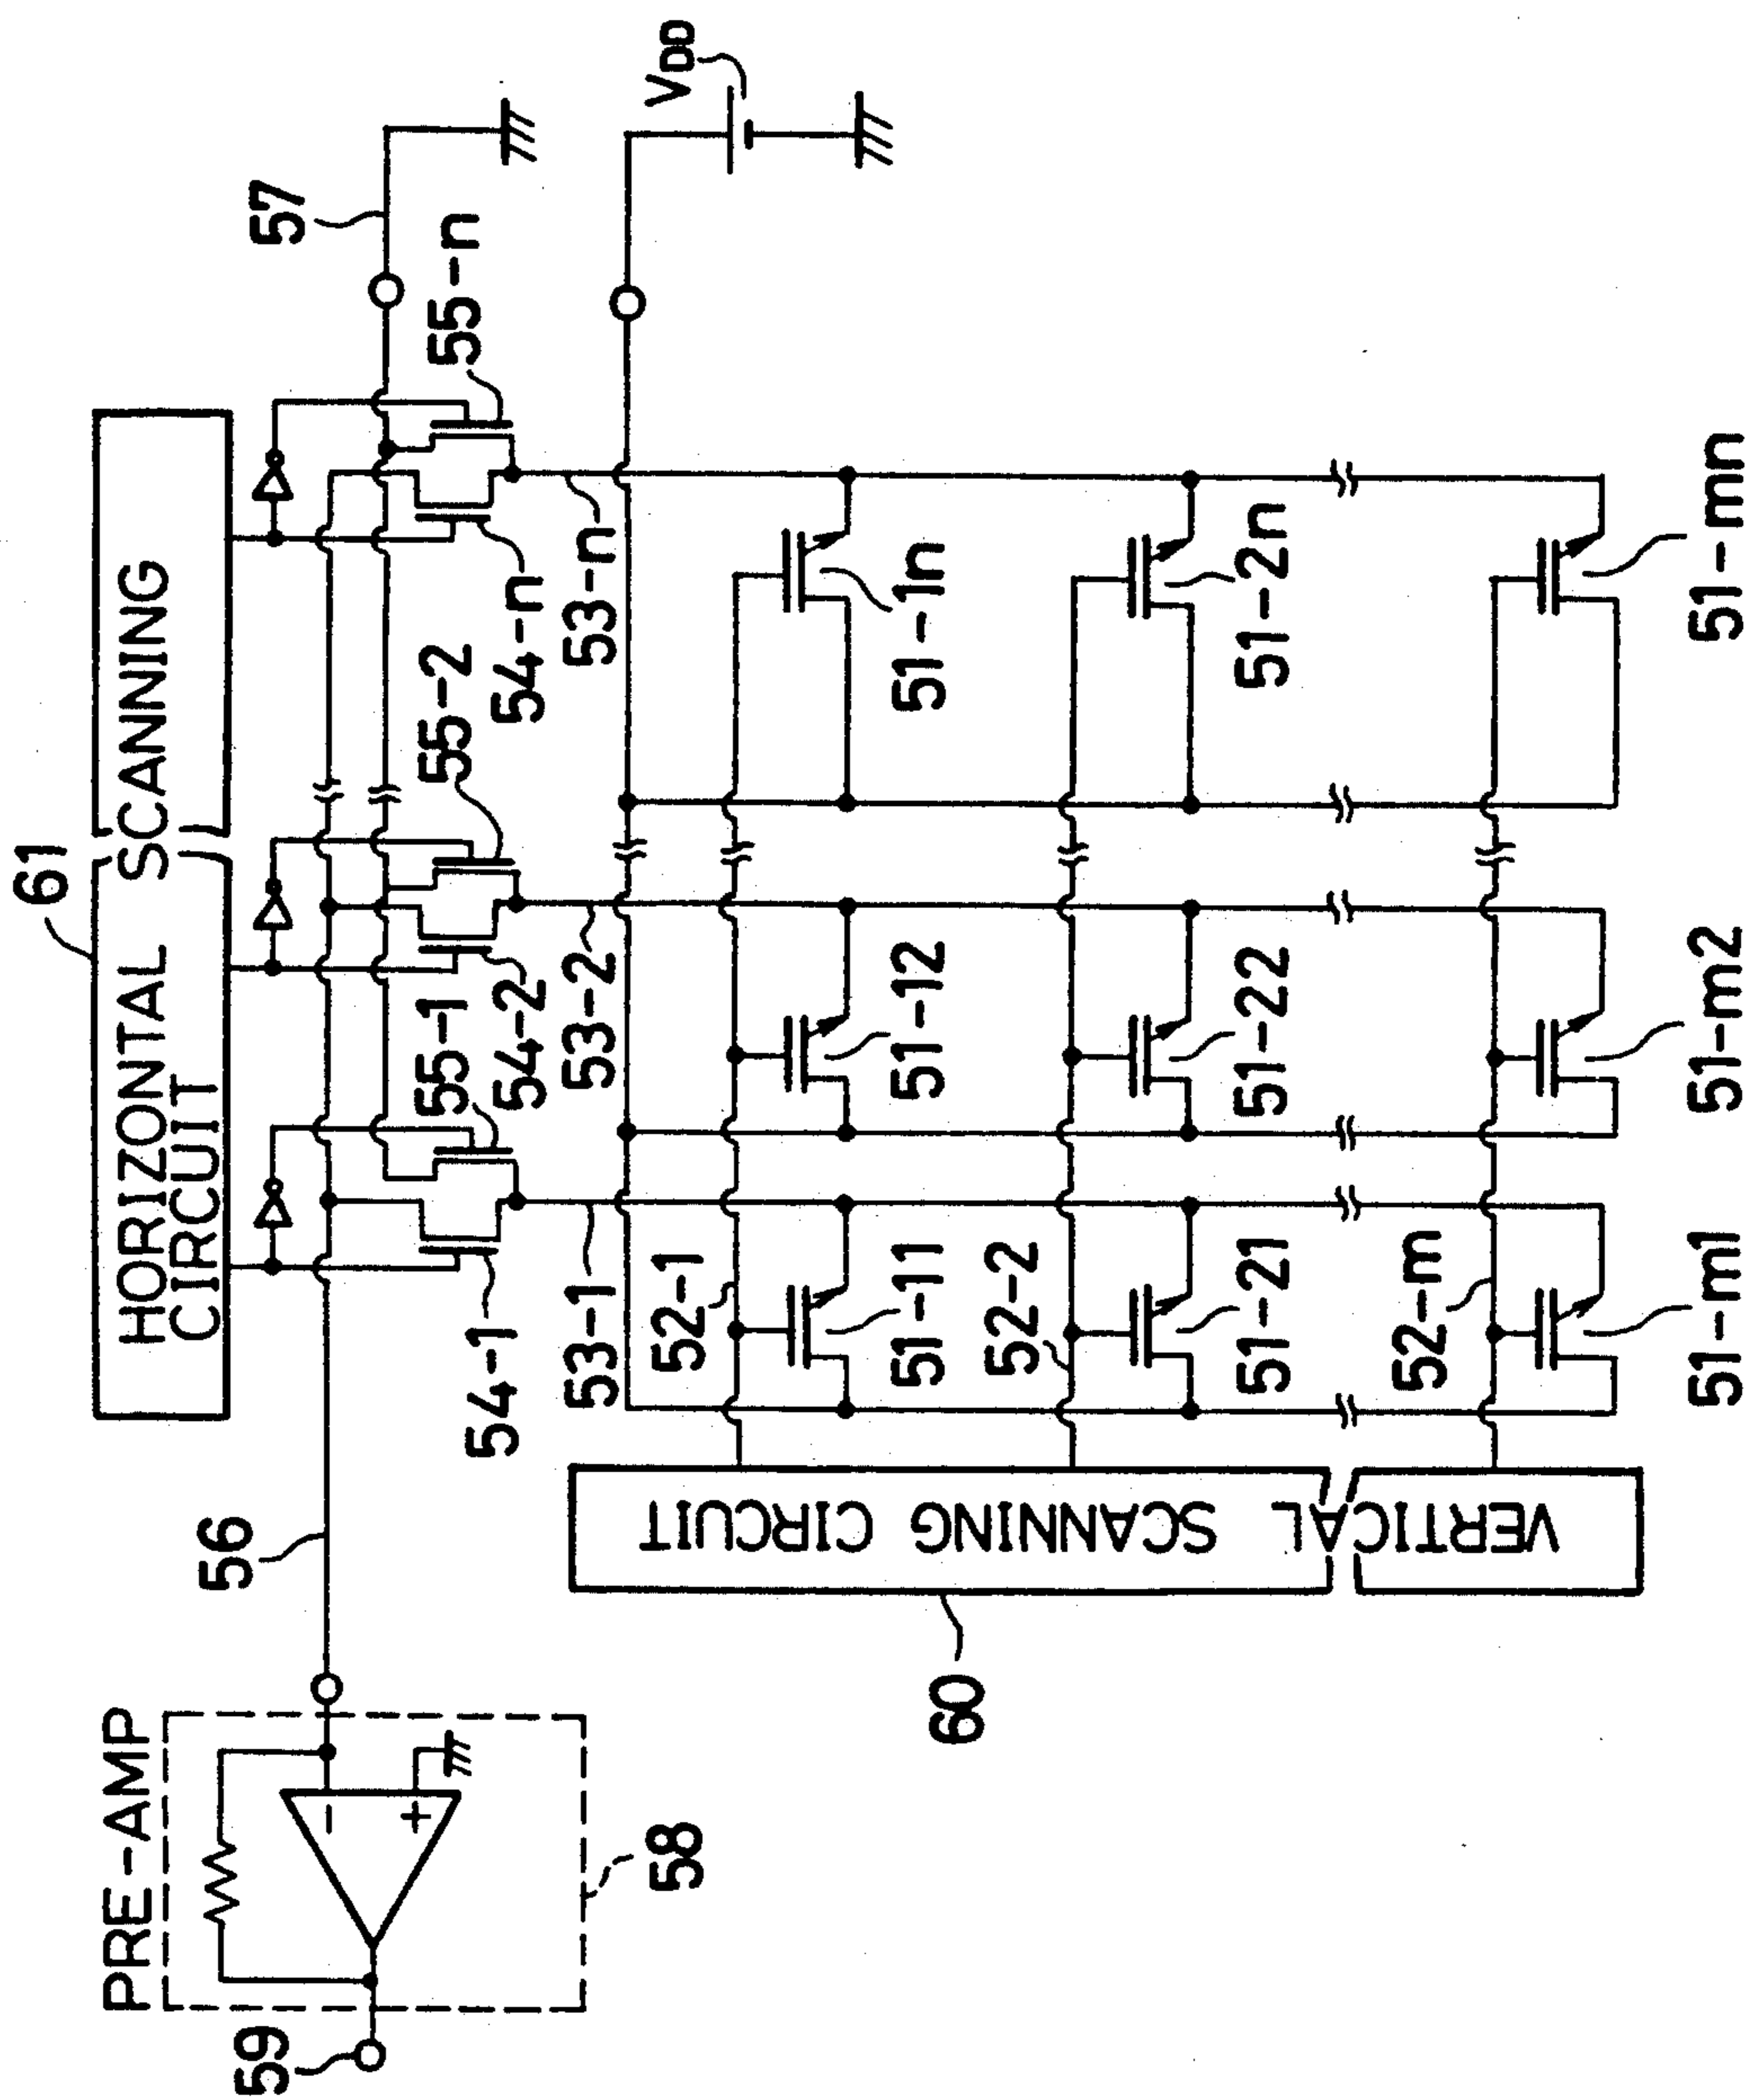 61
HORIZONTAL SCANNING
CIRCUIT
57
VDD
56
PRE-AMP
−
+
58
59
54-1
55-1
54-2
55-2
54-n
55-n
53-1
53-2
53-n
52-1
51-11
51-12
51-1n
52-2
51-21
51-22
51-2n
52-m
51-m1
51-m2
51-mn
VERTICAL SCANNING CIRCUIT
60